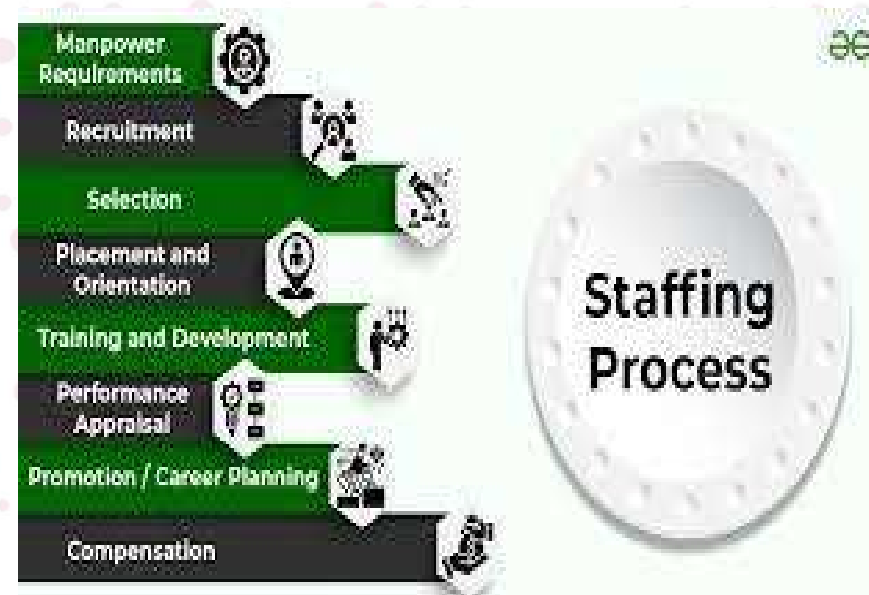 Manpower
Requirements
Recruitment
Selection
Placement and
Orientation
Training and Development
Performance
Appraisal
Promotion / Career Planning
Compensation
Staffing
Process